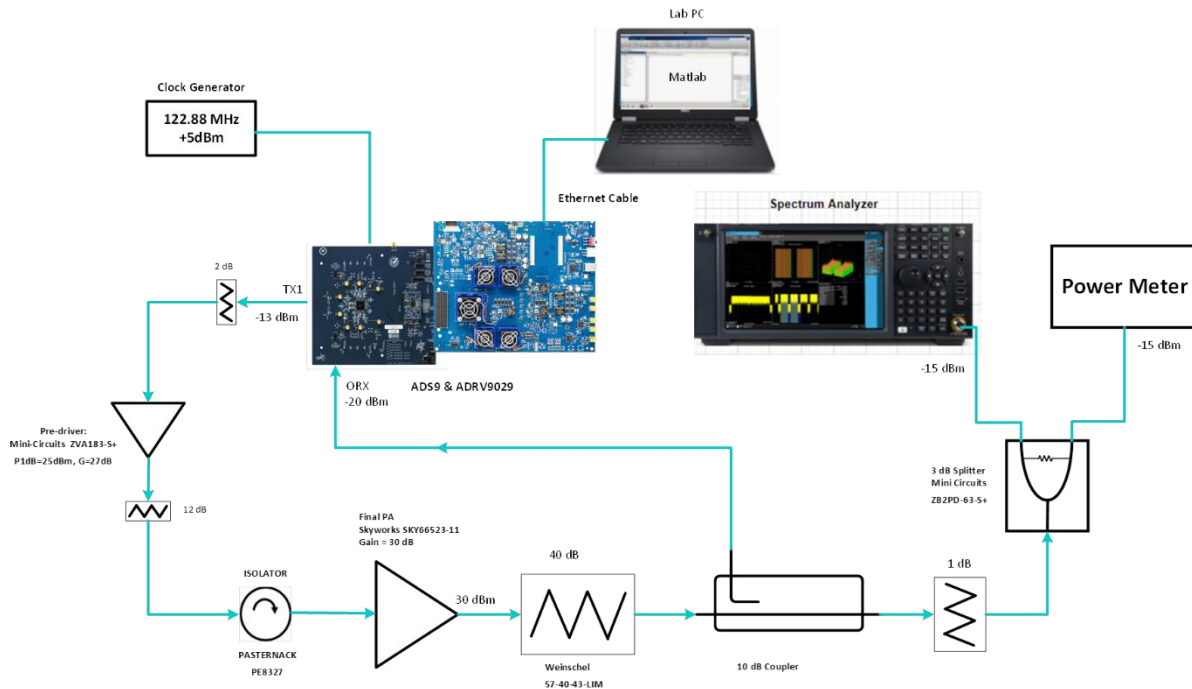 Lab PC
Matlab
Clock Generator
122.88 MHz
+5dBm
Ethernet Cable
Spectrum Analyzer
2 dB
TX1
-13 dBm
Power Meter
ORX
-20 dBm
ADS9 & ADRV9029
-15 dBm
-15 dBm
Pre-driver:
Mini-Circuits ZVA183-S+
P1dB=25dBm, G=27dB
3 dB Splitter
Mini Circuits
ZB2PD-63-S+
12 dB
Final PA
Skyworks SKY66523-11
Gain = 30 dB
40 dB
1 dB
ISOLATOR
30 dBm
PASTERNACK
PE8327
Weinschel
57-40-43-LIM
10 dB Coupler